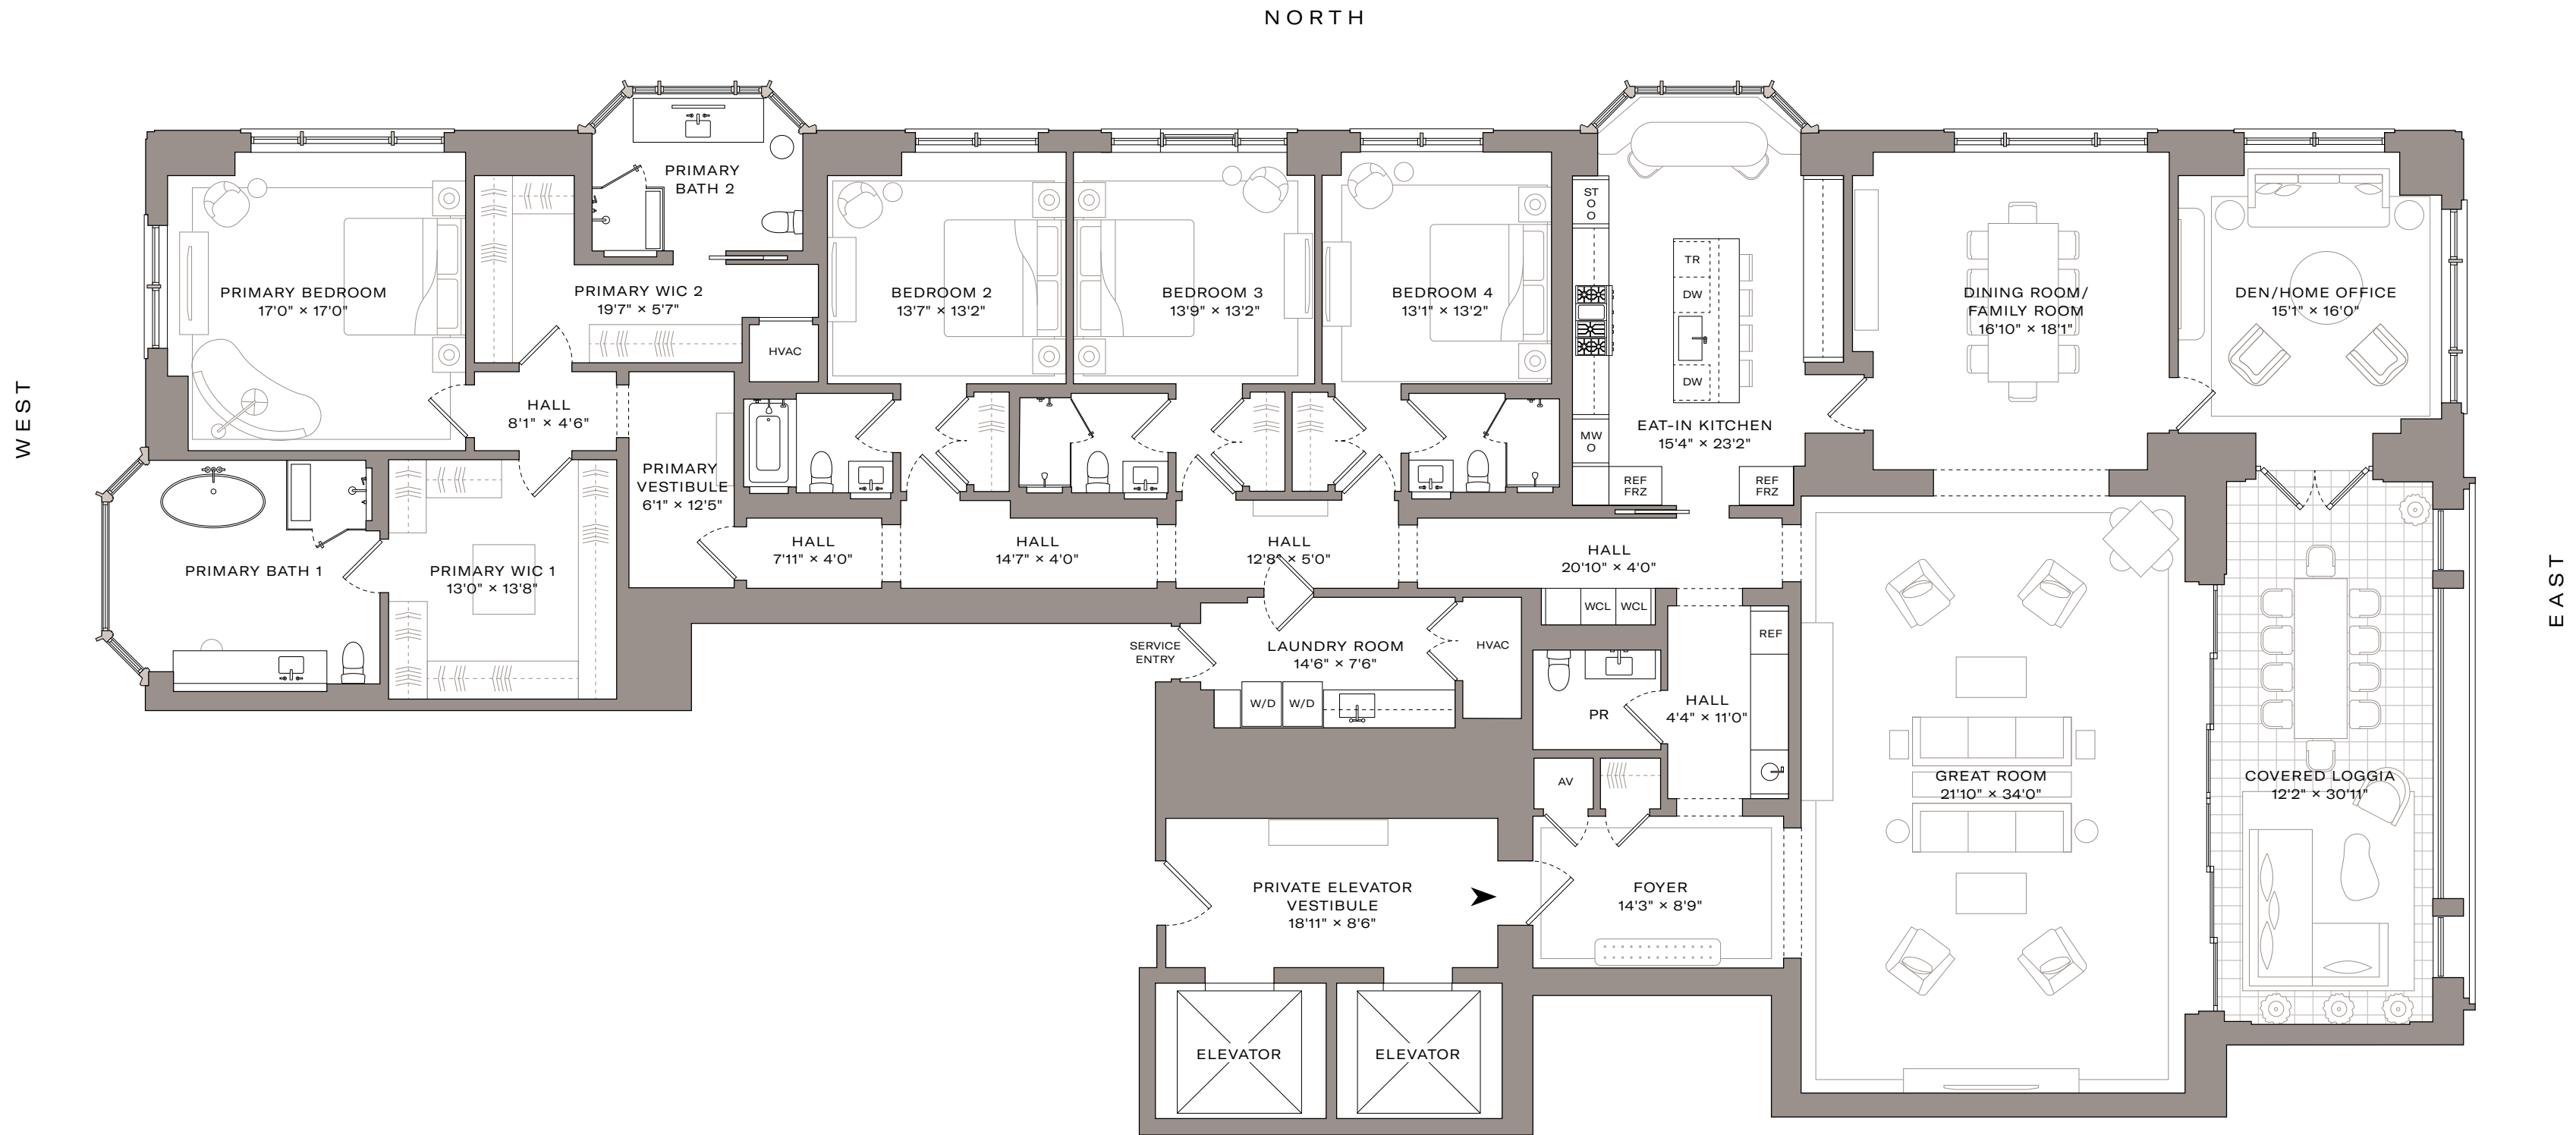 NORTH
WEST
EAST
PRIMARY
BATH 2
PRIMARY BEDROOM
17'0" × 17'0"
PRIMARY WIC 2
19'7" × 5'7"
HVAC
BEDROOM 2
13'7" × 13'2"
BEDROOM 3
13'9" × 13'2"
BEDROOM 4
13'1" × 13'2"
ST
O
O
TR
DW
DW
MW
O
EAT-IN KITCHEN
15'4" × 23'2"
REF
FRZ
REF
FRZ
DINING ROOM/
FAMILY ROOM
16'10" × 18'1"
DEN/HOME OFFICE
15'1" × 16'0"
HALL
8'1" × 4'6"
PRIMARY
VESTIBULE
6'1" × 12'5"
PRIMARY BATH 1
PRIMARY WIC 1
13'0" × 13'8"
HALL
7'11" × 4'0"
HALL
14'7" × 4'0"
HALL
12'8" × 5'0"
HALL
20'10" × 4'0"
WCL
WCL
REF
SERVICE
ENTRY
LAUNDRY ROOM
14'6" × 7'6"
HVAC
W/D
W/D
PR
HALL
4'4" × 11'0"
AV
GREAT ROOM
21'10" × 34'0"
COVERED LOGGIA
12'2" × 30'11"
PRIVATE ELEVATOR
VESTIBULE
18'11" × 8'6"
FOYER
14'3" × 8'9"
ELEVATOR
ELEVATOR